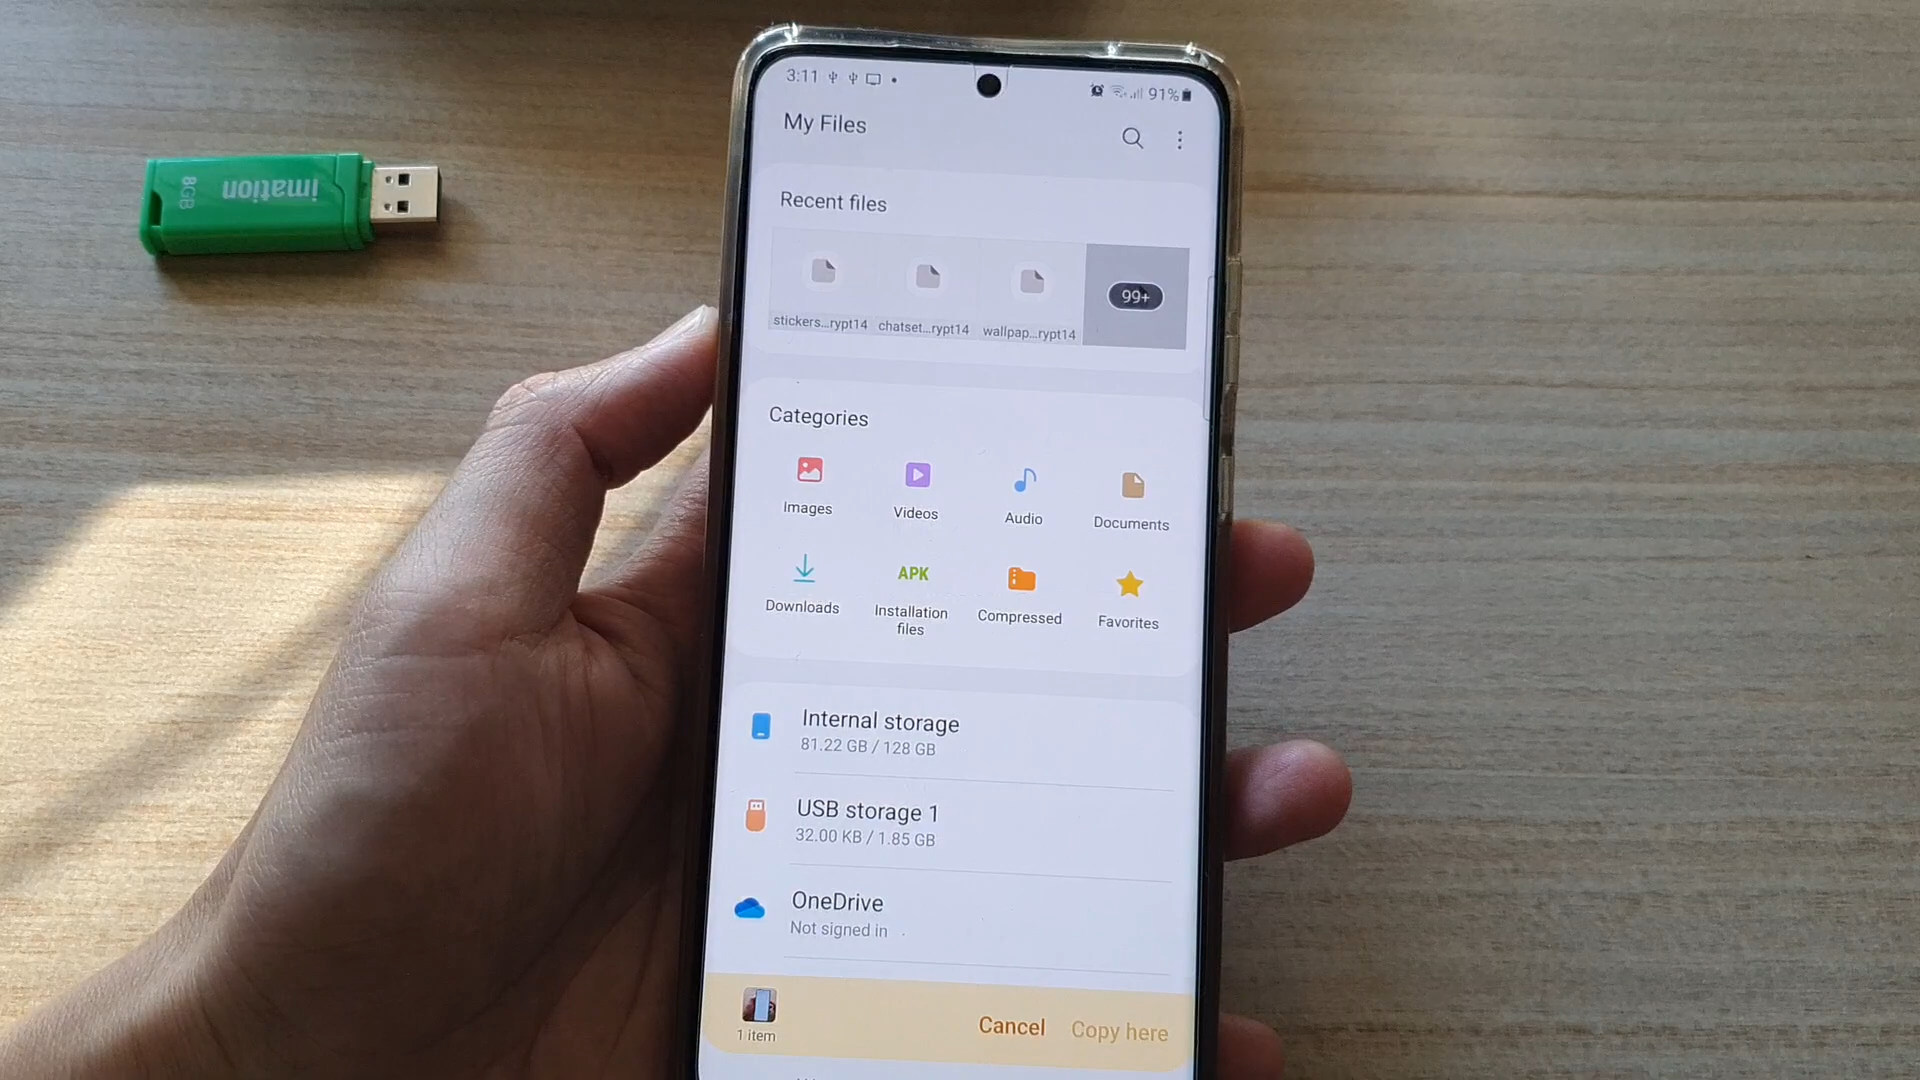 3:11
91%
My Files
Recent files
stickers...rypt14 chatset...rypt14 wallpap...rypt14
99+
Categories
Images Videos Audio Documents
APK
Downloads Installation files Compressed Favorites
Internal storage
81.22 GB / 128 GB
USB storage 1
32.00 KB / 1.85 GB
OneDrive
Not signed in
1 item
Cancel Copy here
imation
8GB